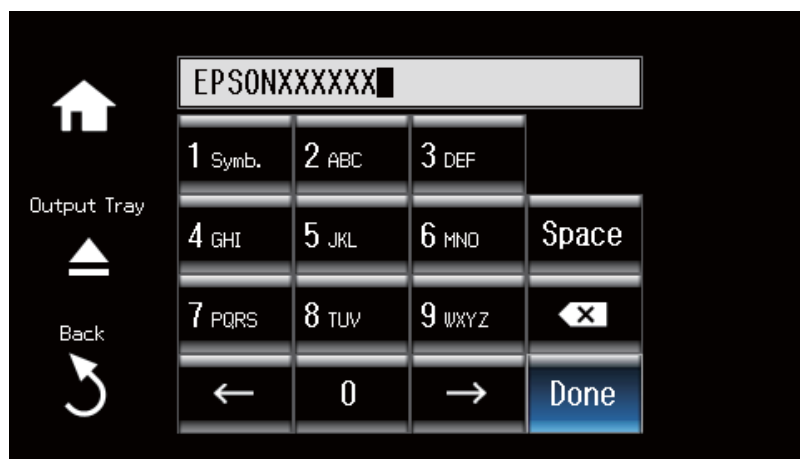 EPSONXXXXXX
1 Symb. 2 ABC 3 DEF
Output Tray
4 GHI 5 JKL 6 MNO Space
7 PQRS 8 TUV 9 WXYZ
Back
← 0 → Done